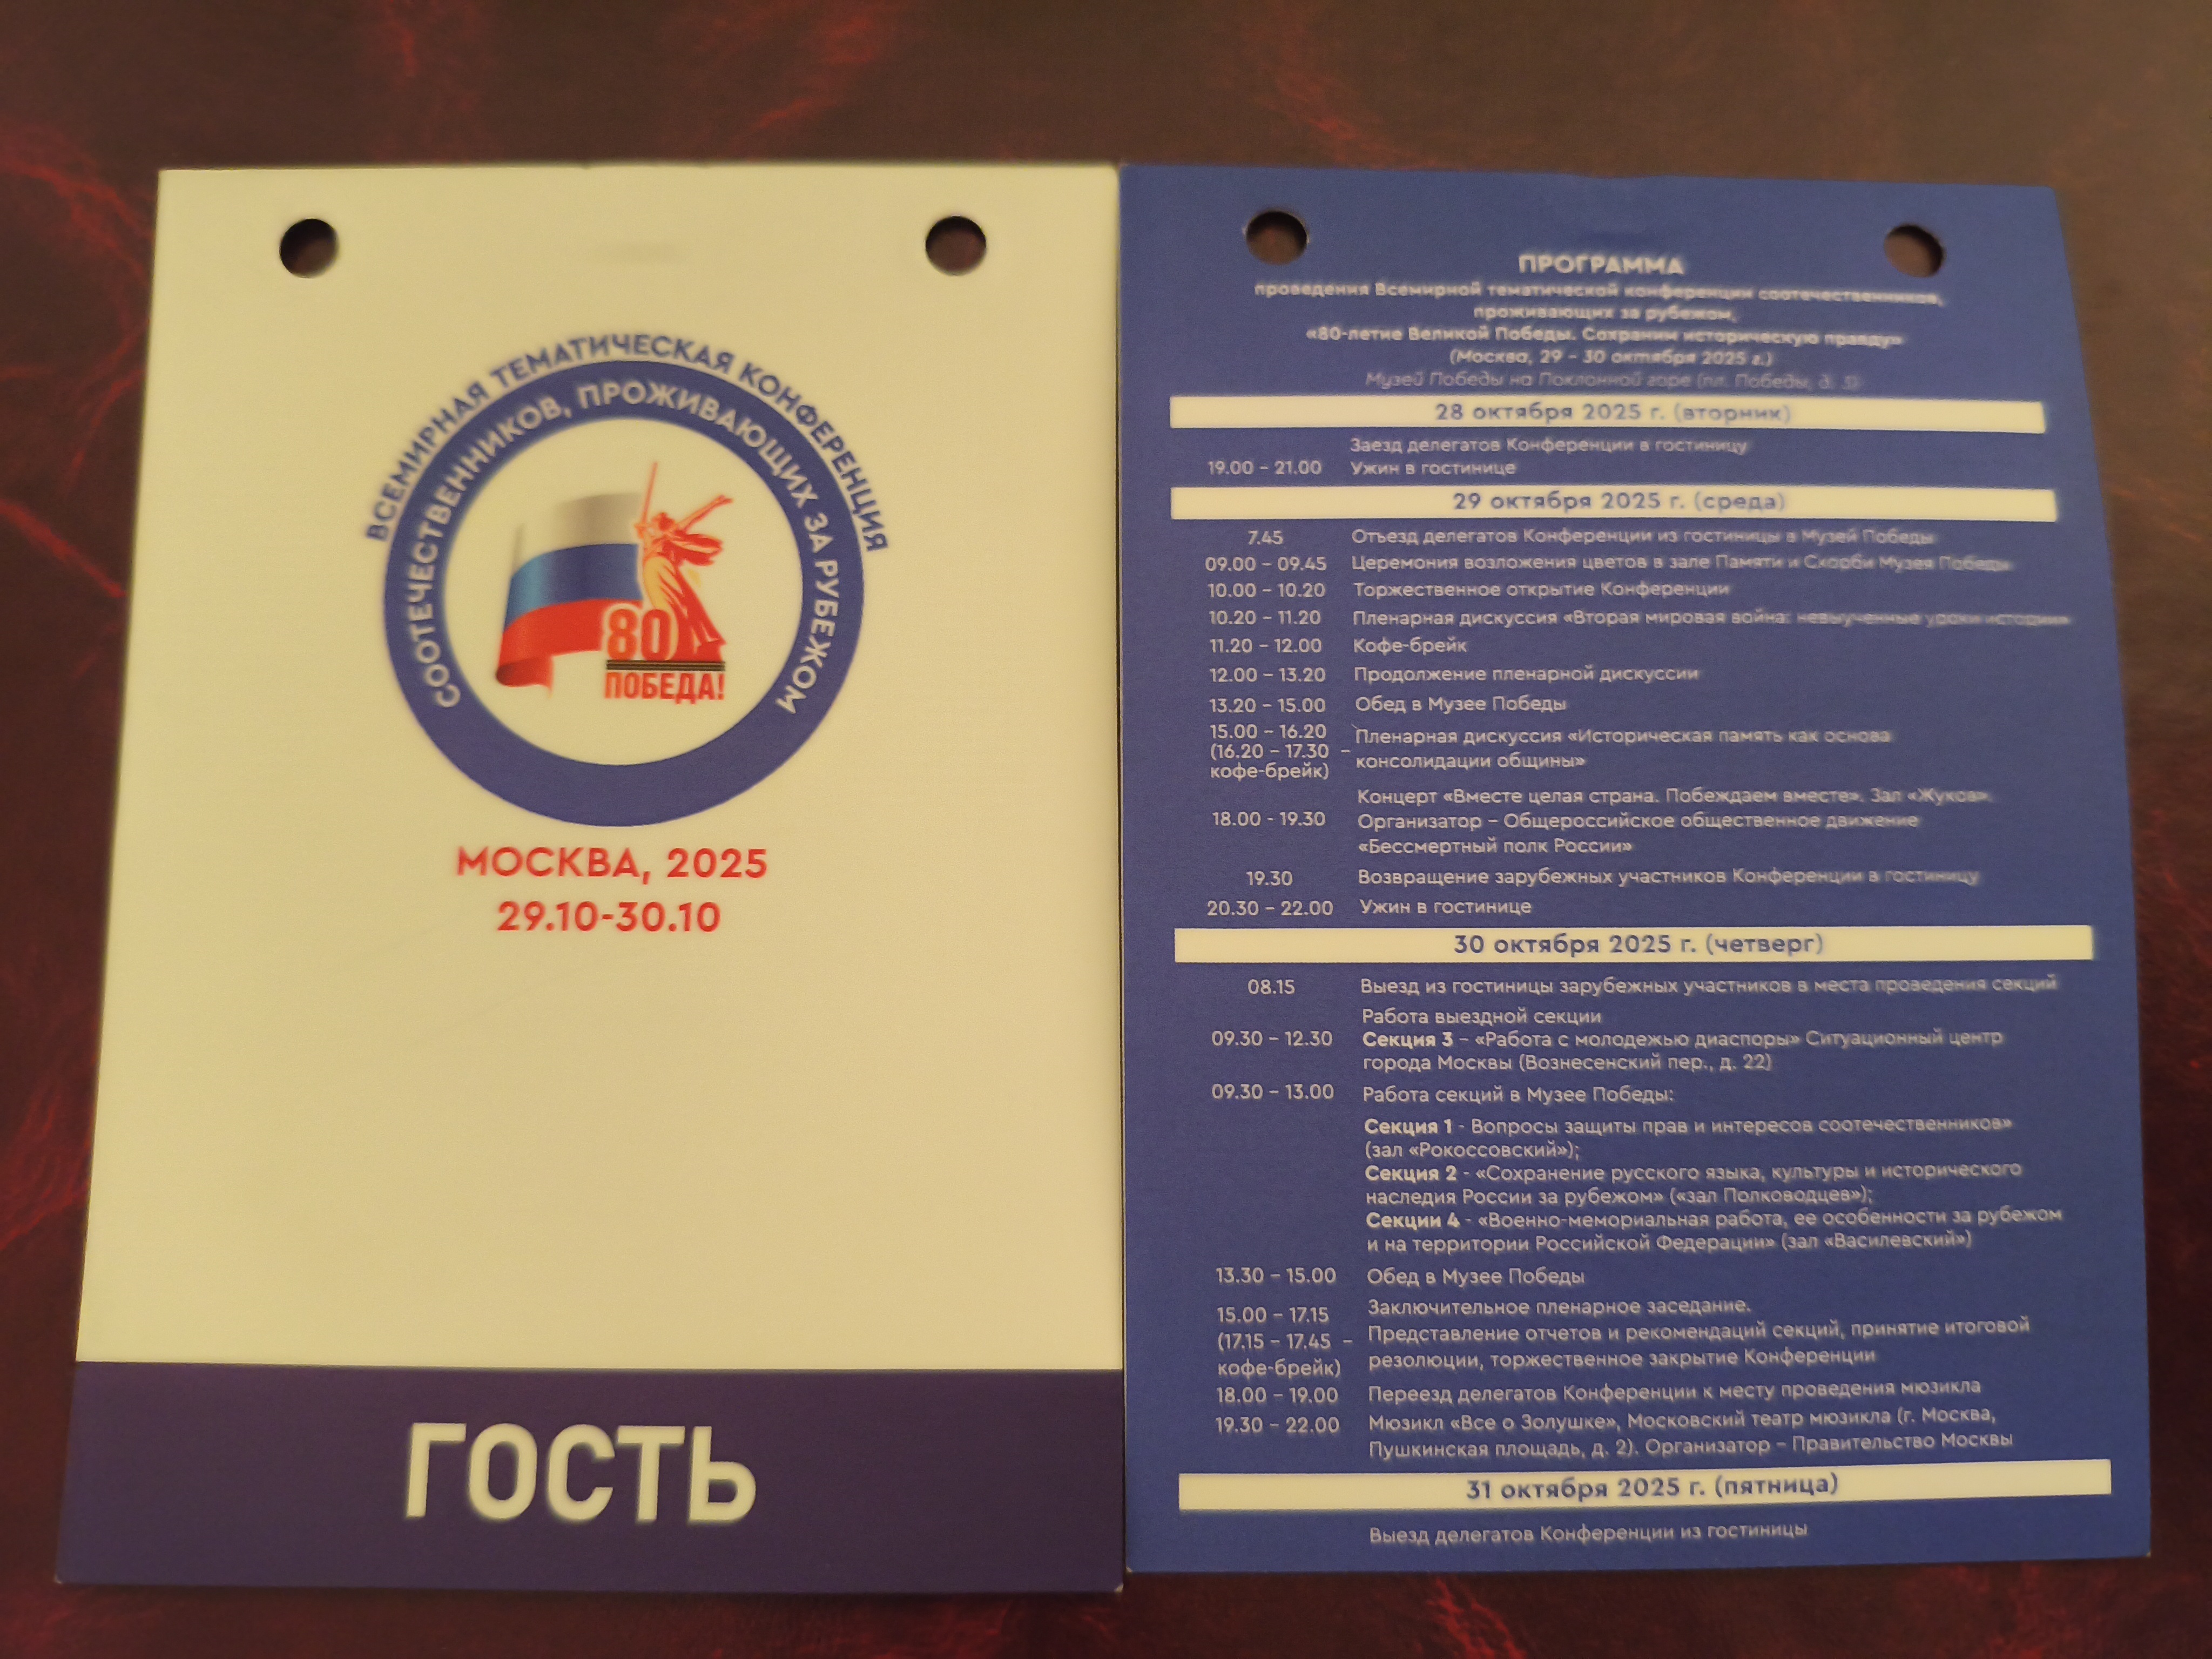 ВСЕМИРНАЯ ТЕМАТИЧЕСКАЯ КОНФЕРЕНЦИЯ
СООТЕЧЕСТВЕННИКОВ, ПРОЖИВАЮЩИХ ЗА РУБЕЖОМ
80
ПОБЕДА!
МОСКВА, 2025
29.10-30.10
ГОСТЬ
ПРОГРАММА
проведения Всемирной тематической конференции соотечественников,
проживающих за рубежом,
«80-летие Великой Победы. Сохраним историческую правду»
(Москва, 29 – 30 октября 2025 г.)
Музей Победы на Поклонной горе (пл. Победы, д. 3)
28 октября 2025 г. (вторник)
Заезд делегатов Конференции в гостиницу
19.00 – 21.00 Ужин в гостинице
29 октября 2025 г. (среда)
7.45 Отъезд делегатов Конференции из гостиницы в Музей Победы
09.00 – 09.45 Церемония возложения цветов в зале Памяти и Скорби Музея Победы
10.00 – 10.20 Торжественное открытие Конференции
10.20 – 11.20 Пленарная дискуссия «Вторая мировая война: невыученные уроки истории»
11.20 – 12.00 Кофе-брейк
12.00 – 13.20 Продолжение пленарной дискуссии
13.20 – 15.00 Обед в Музее Победы
15.00 – 16.20 Пленарная дискуссия «Историческая память как основа
(16.20 – 17.30 – консолидации общины»
кофе-брейк)
Концерт «Вместе целая страна. Побеждаем вместе». Зал «Жуков».
18.00 - 19.30 Организатор – Общероссийское общественное движение
«Бессмертный полк России»
19.30 Возвращение зарубежных участников Конференции в гостиницу
20.30 – 22.00 Ужин в гостинице
30 октября 2025 г. (четверг)
08.15 Выезд из гостиницы зарубежных участников в места проведения секций
Работа выездной секции
09.30 – 12.30 Секция 3 – «Работа с молодежью диаспоры» Ситуационный центр
города Москвы (Вознесенский пер., д. 22)
09.30 – 13.00 Работа секций в Музее Победы:
Секция 1 - Вопросы защиты прав и интересов соотечественников»
(зал «Рокоссовский»);
Секция 2 - «Сохранение русского языка, культуры и исторического
наследия России за рубежом» («зал Полководцев»);
Секции 4 - «Военно-мемориальная работа, ее особенности за рубежом
и на территории Российской Федерации» (зал «Василевский»)
13.30 – 15.00 Обед в Музее Победы
15.00 – 17.15 Заключительное пленарное заседание.
(17.15 – 17.45 – Представление отчетов и рекомендаций секций, принятие итоговой
кофе-брейк) резолюции, торжественное закрытие Конференции
18.00 – 19.00 Переезд делегатов Конференции к месту проведения мюзикла
19.30 – 22.00 Мюзикл «Все о Золушке», Московский театр мюзикла (г. Москва,
Пушкинская площадь, д. 2). Организатор – Правительство Москвы
31 октября 2025 г. (пятница)
Выезд делегатов Конференции из гостиницы